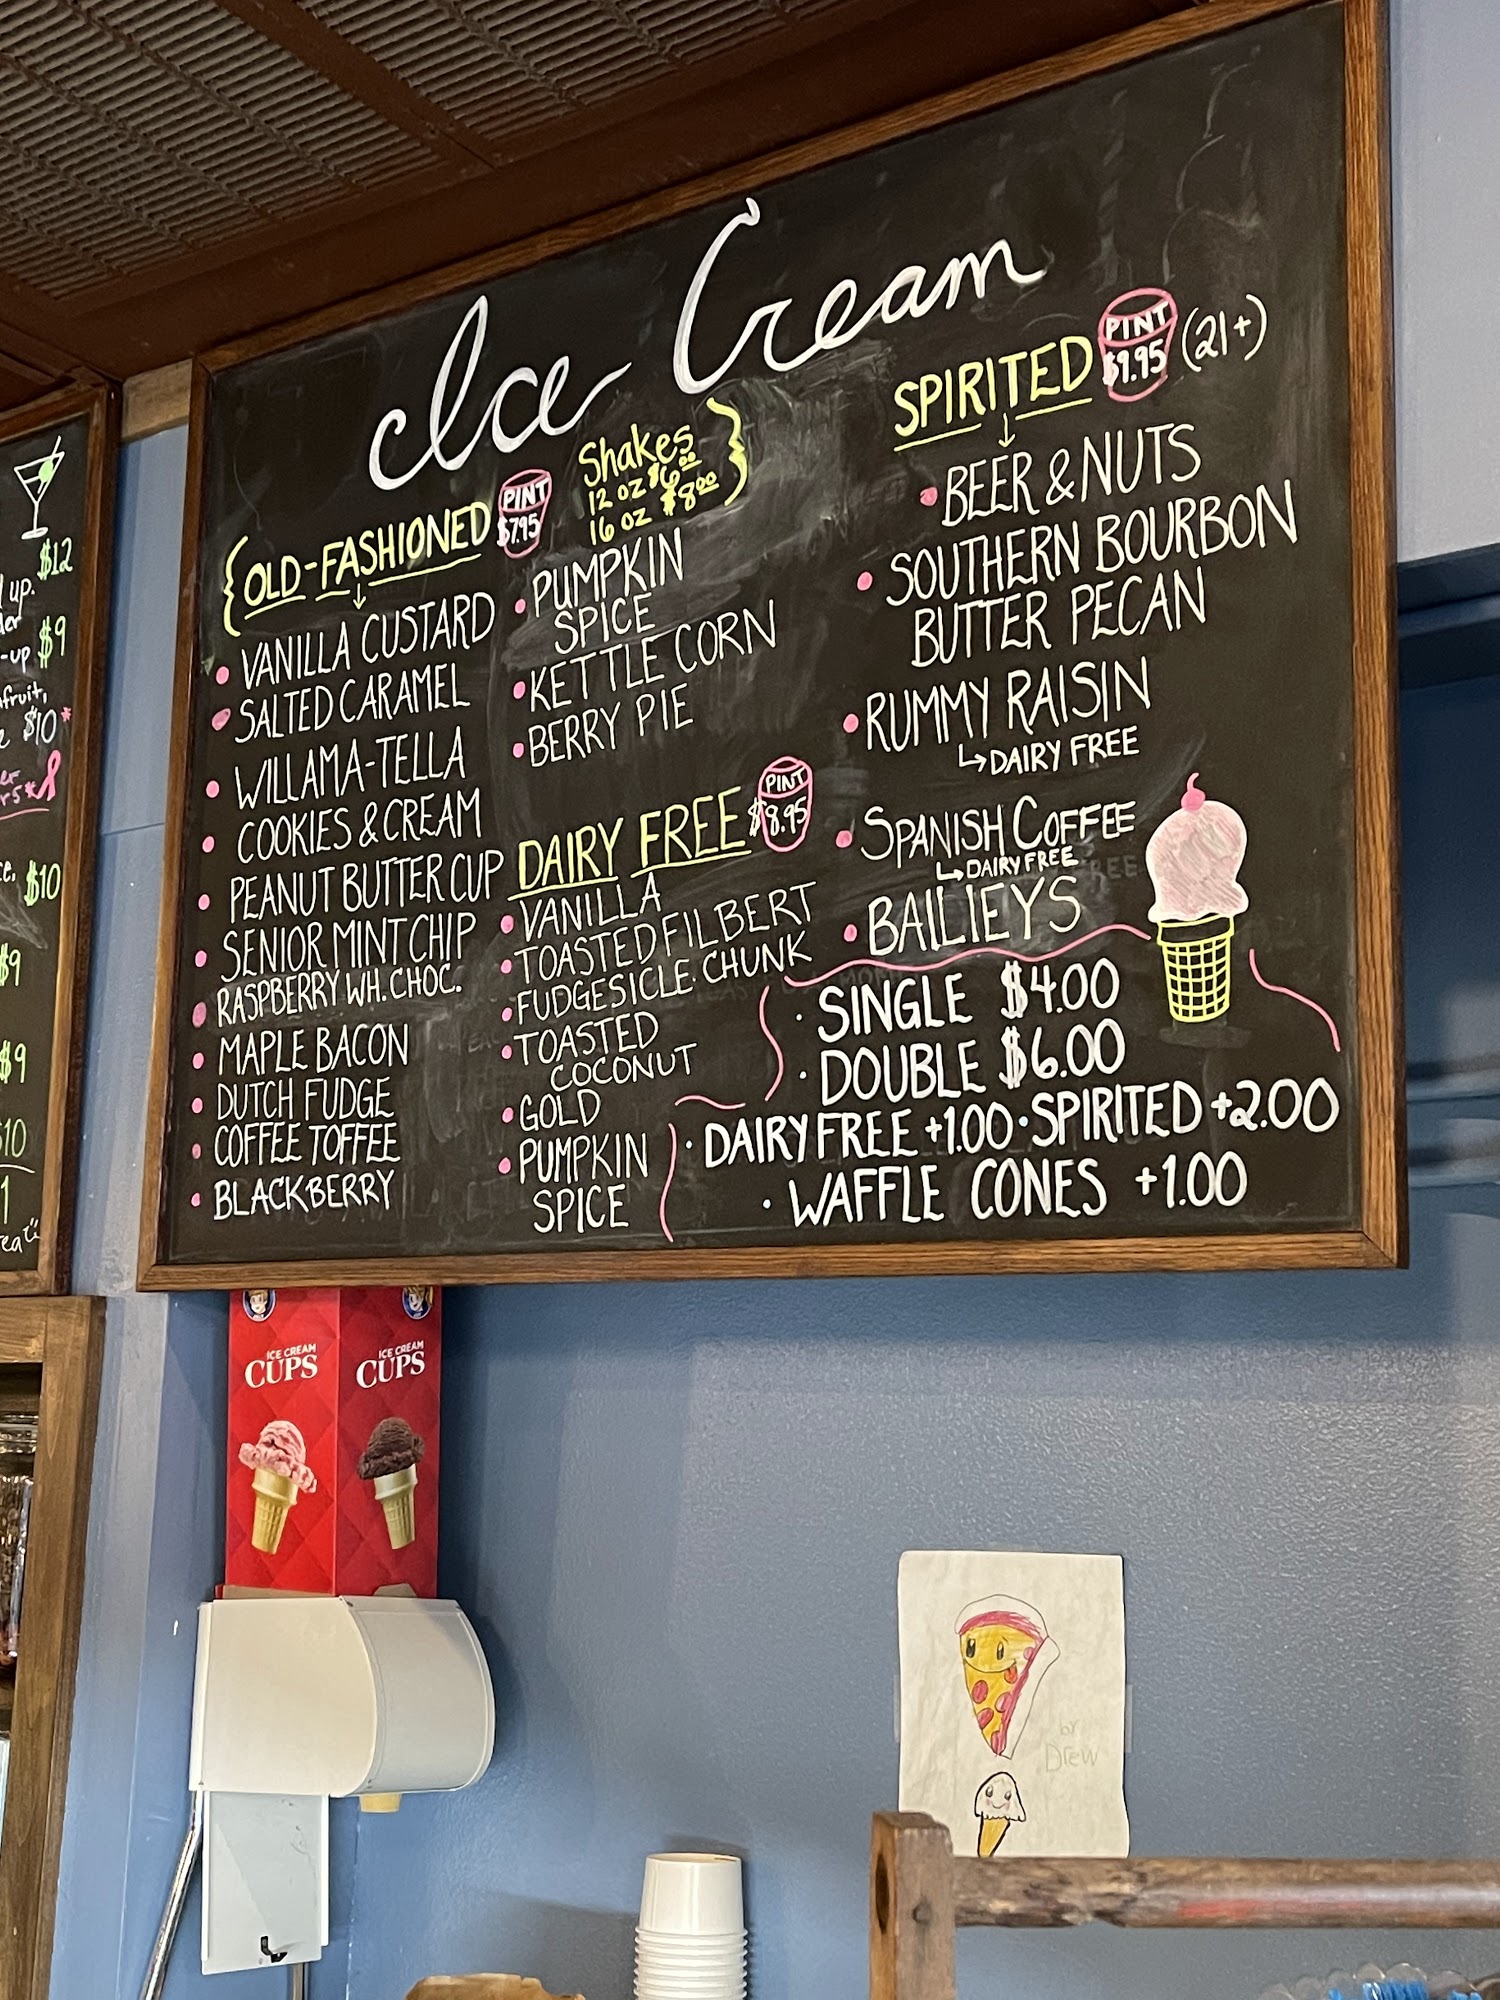 Ice Cream
{OLD-FASHIONED
PINT
$7.95
Shakes
12 oz $6.00
16 oz $8.00
• VANILLA CUSTARD
• SALTED CARAMEL
• WILLAMA-TELLA
• COOKIES & CREAM
• PEANUT BUTTER CUP
• SENIOR MINT CHIP
• RASPBERRY WH. CHOC.
• MAPLE BACON
• DUTCH FUDGE
• COFFEE TOFFEE
• BLACKBERRY
• PUMPKIN
SPICE
• KETTLE CORN
• BERRY PIE
DAIRY FREE
PINT
$8.95
• VANILLA
• TOASTED FILBERT
• FUDGESICLE CHUNK
• TOASTED
COCONUT
• GOLD
• PUMPKIN
SPICE
SPIRITED
PINT
$9.95
(21+)
• BEER & NUTS
• SOUTHERN BOURBON
BUTTER PECAN
• RUMMY RAISIN
↳ DAIRY FREE
• SPANISH COFFEE
↳ DAIRY FREE
• BAILIEYS
· SINGLE $4.00
· DOUBLE $6.00
· DAIRY FREE +1.00 · SPIRITED +2.00
· WAFFLE CONES +1.00
$12
up.
$9
-up
$10*
$10
$9
$9
$10
ICE CREAM
CUPS
ICE CREAM
CUPS
Drew